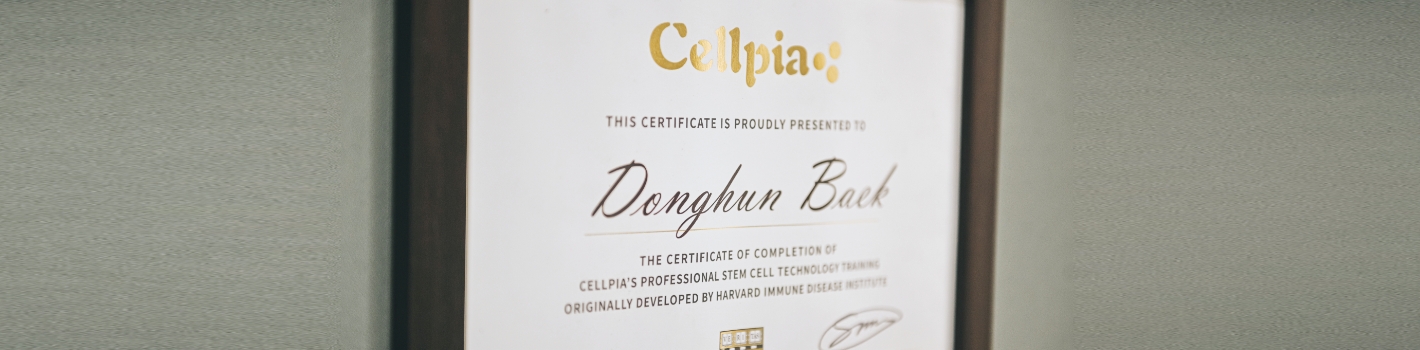 Cellpia
THIS CERTIFICATE IS PROUDLY PRESENTED TO
Donghun Baek
THE CERTIFICATE OF COMPLETION OF
CELLPIA'S PROFESSIONAL STEM CELL TECHNOLOGY TRAINING
ORIGINALLY DEVELOPED BY HARVARD IMMUNE DISEASE INSTITUTE